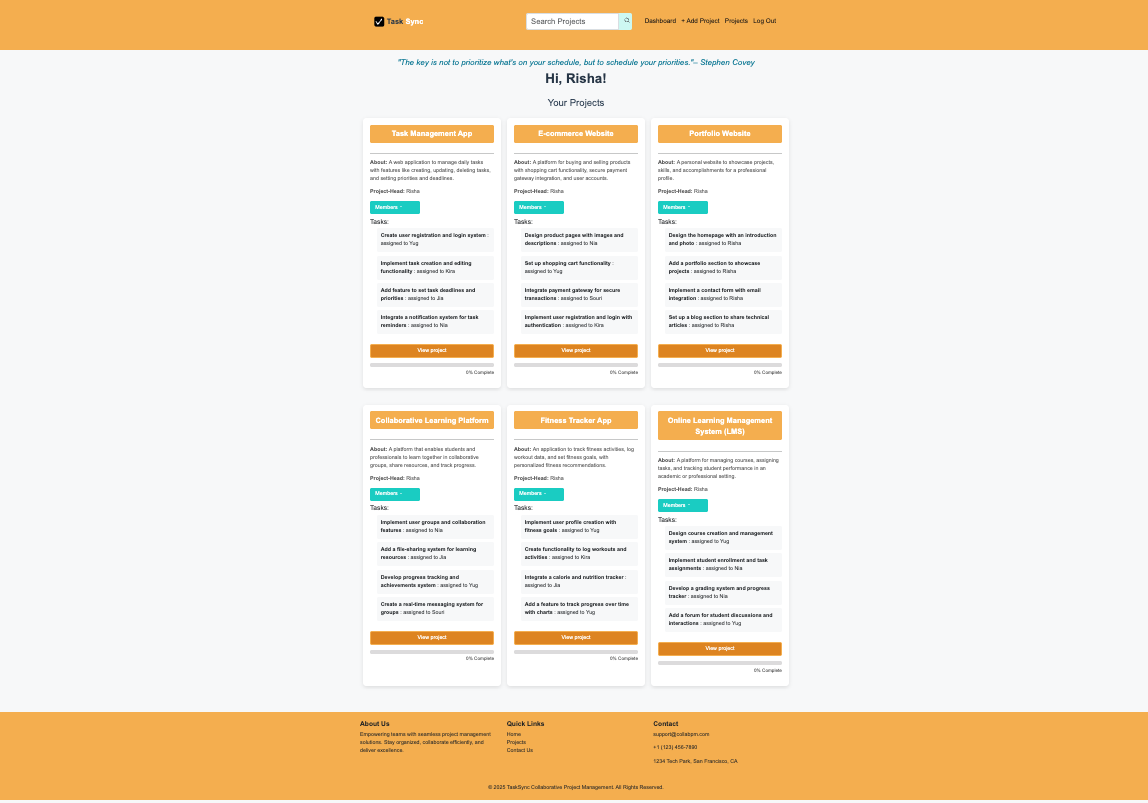 Task Sync
Search Projects
Dashboard + Add Project Projects Log Out
"The key is not to prioritize what's on your schedule, but to schedule your priorities."– Stephen Covey
Hi, Risha!
Your Projects
Task Management App
About: A web application to manage daily tasks
with features like creating, updating, deleting tasks,
and setting priorities and deadlines.
Project-Head: Risha
Members -
Tasks:
Create user registration and login system :
assigned to Yug
Implement task creation and editing
functionality : assigned to Kira
Add feature to set task deadlines and
priorities : assigned to Jia
Integrate a notification system for task
reminders : assigned to Nia
View project
0% Complete
E-commerce Website
About: A platform for buying and selling products
with shopping cart functionality, secure payment
gateway integration, and user accounts.
Project-Head: Risha
Members -
Tasks:
Design product pages with images and
descriptions : assigned to Nia
Set up shopping cart functionality :
assigned to Yug
Integrate payment gateway for secure
transactions : assigned to Souri
Implement user registration and login with
authentication : assigned to Kira
View project
0% Complete
Portfolio Website
About: A personal website to showcase projects,
skills, and accomplishments for a professional
profile.
Project-Head: Risha
Members -
Tasks:
Design the homepage with an introduction
and photo : assigned to Risha
Add a portfolio section to showcase
projects : assigned to Risha
Implement a contact form with email
integration : assigned to Risha
Set up a blog section to share technical
articles : assigned to Risha
View project
0% Complete
Collaborative Learning Platform
About: A platform that enables students and
professionals to learn together in collaborative
groups, share resources, and track progress.
Project-Head: Risha
Members -
Tasks:
Implement user groups and collaboration
features : assigned to Nia
Add a file-sharing system for learning
resources : assigned to Jia
Develop progress tracking and
achievements system : assigned to Yug
Create a real-time messaging system for
groups : assigned to Souri
View project
0% Complete
Fitness Tracker App
About: An application to track fitness activities, log
workout data, and set fitness goals, with
personalized fitness recommendations.
Project-Head: Risha
Members -
Tasks:
Implement user profile creation with
fitness goals : assigned to Yug
Create functionality to log workouts and
activities : assigned to Kira
Integrate a calorie and nutrition tracker :
assigned to Jia
Add a feature to track progress over time
with charts : assigned to Yug
View project
0% Complete
Online Learning Management
System (LMS)
About: A platform for managing courses, assigning
tasks, and tracking student performance in an
academic or professional setting.
Project-Head: Risha
Members -
Tasks:
Design course creation and management
system : assigned to Yug
Implement student enrollment and task
assignments : assigned to Nia
Develop a grading system and progress
tracker : assigned to Nia
Add a forum for student discussions and
interactions : assigned to Yug
View project
0% Complete
About Us
Empowering teams with seamless project management
solutions. Stay organized, collaborate efficiently, and
deliver excellence.
Quick Links
Home
Projects
Contact Us
Contact
support@collabpm.com
+1 (123) 456-7890
1234 Tech Park, San Francisco, CA
© 2025 TaskSync Collaborative Project Management. All Rights Reserved.